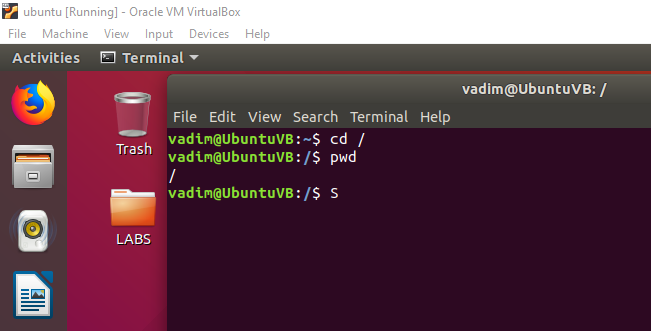 ubuntu [Running] - Oracle VM VirtualBox
File Machine View Input Devices Help
Activities Terminal ▾
vadim@UbuntuVB: /
File Edit View Search Terminal Help
Trash
LABS
vadim@UbuntuVB:~$ cd /
vadim@UbuntuVB:/$ pwd
/
vadim@UbuntuVB:/$ S